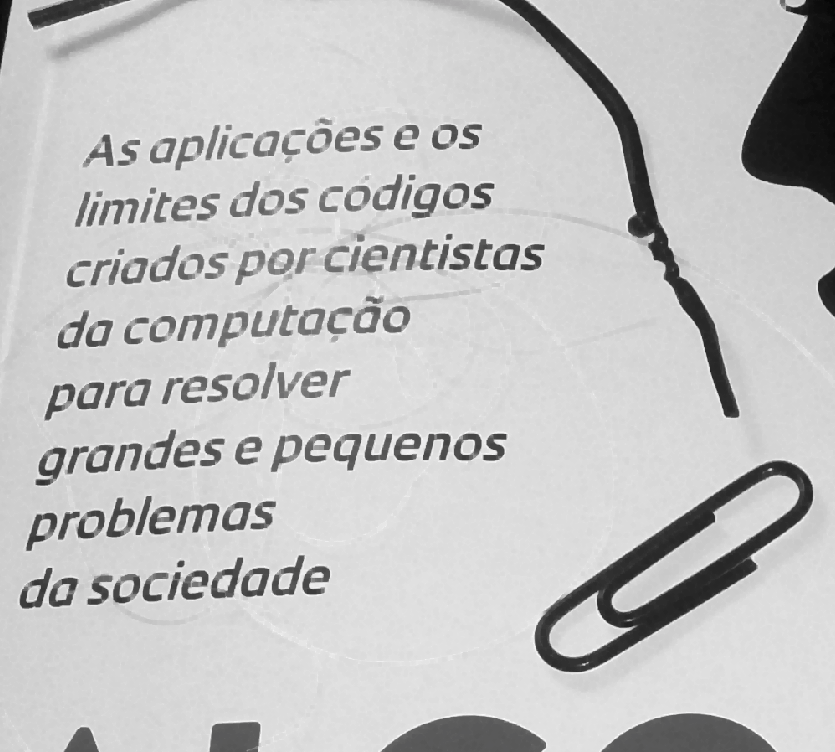 As aplicações e os
limites dos códigos
criados por cientistas
da computação
para resolver
grandes e pequenos
problemas
da sociedade